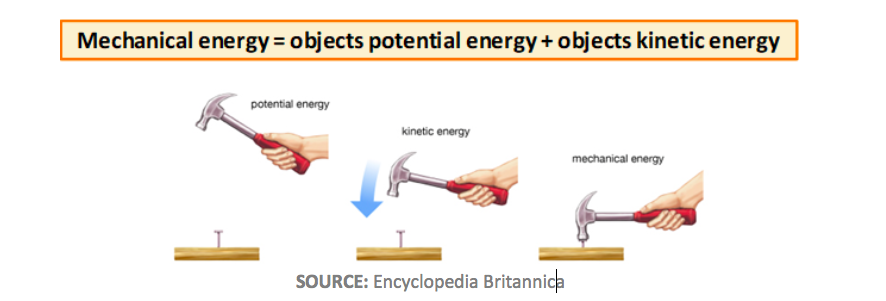 Mechanical energy = objects potential energy + objects kinetic energy
potential energy
kinetic energy
mechanical energy
SOURCE: Encyclopedia Britannica